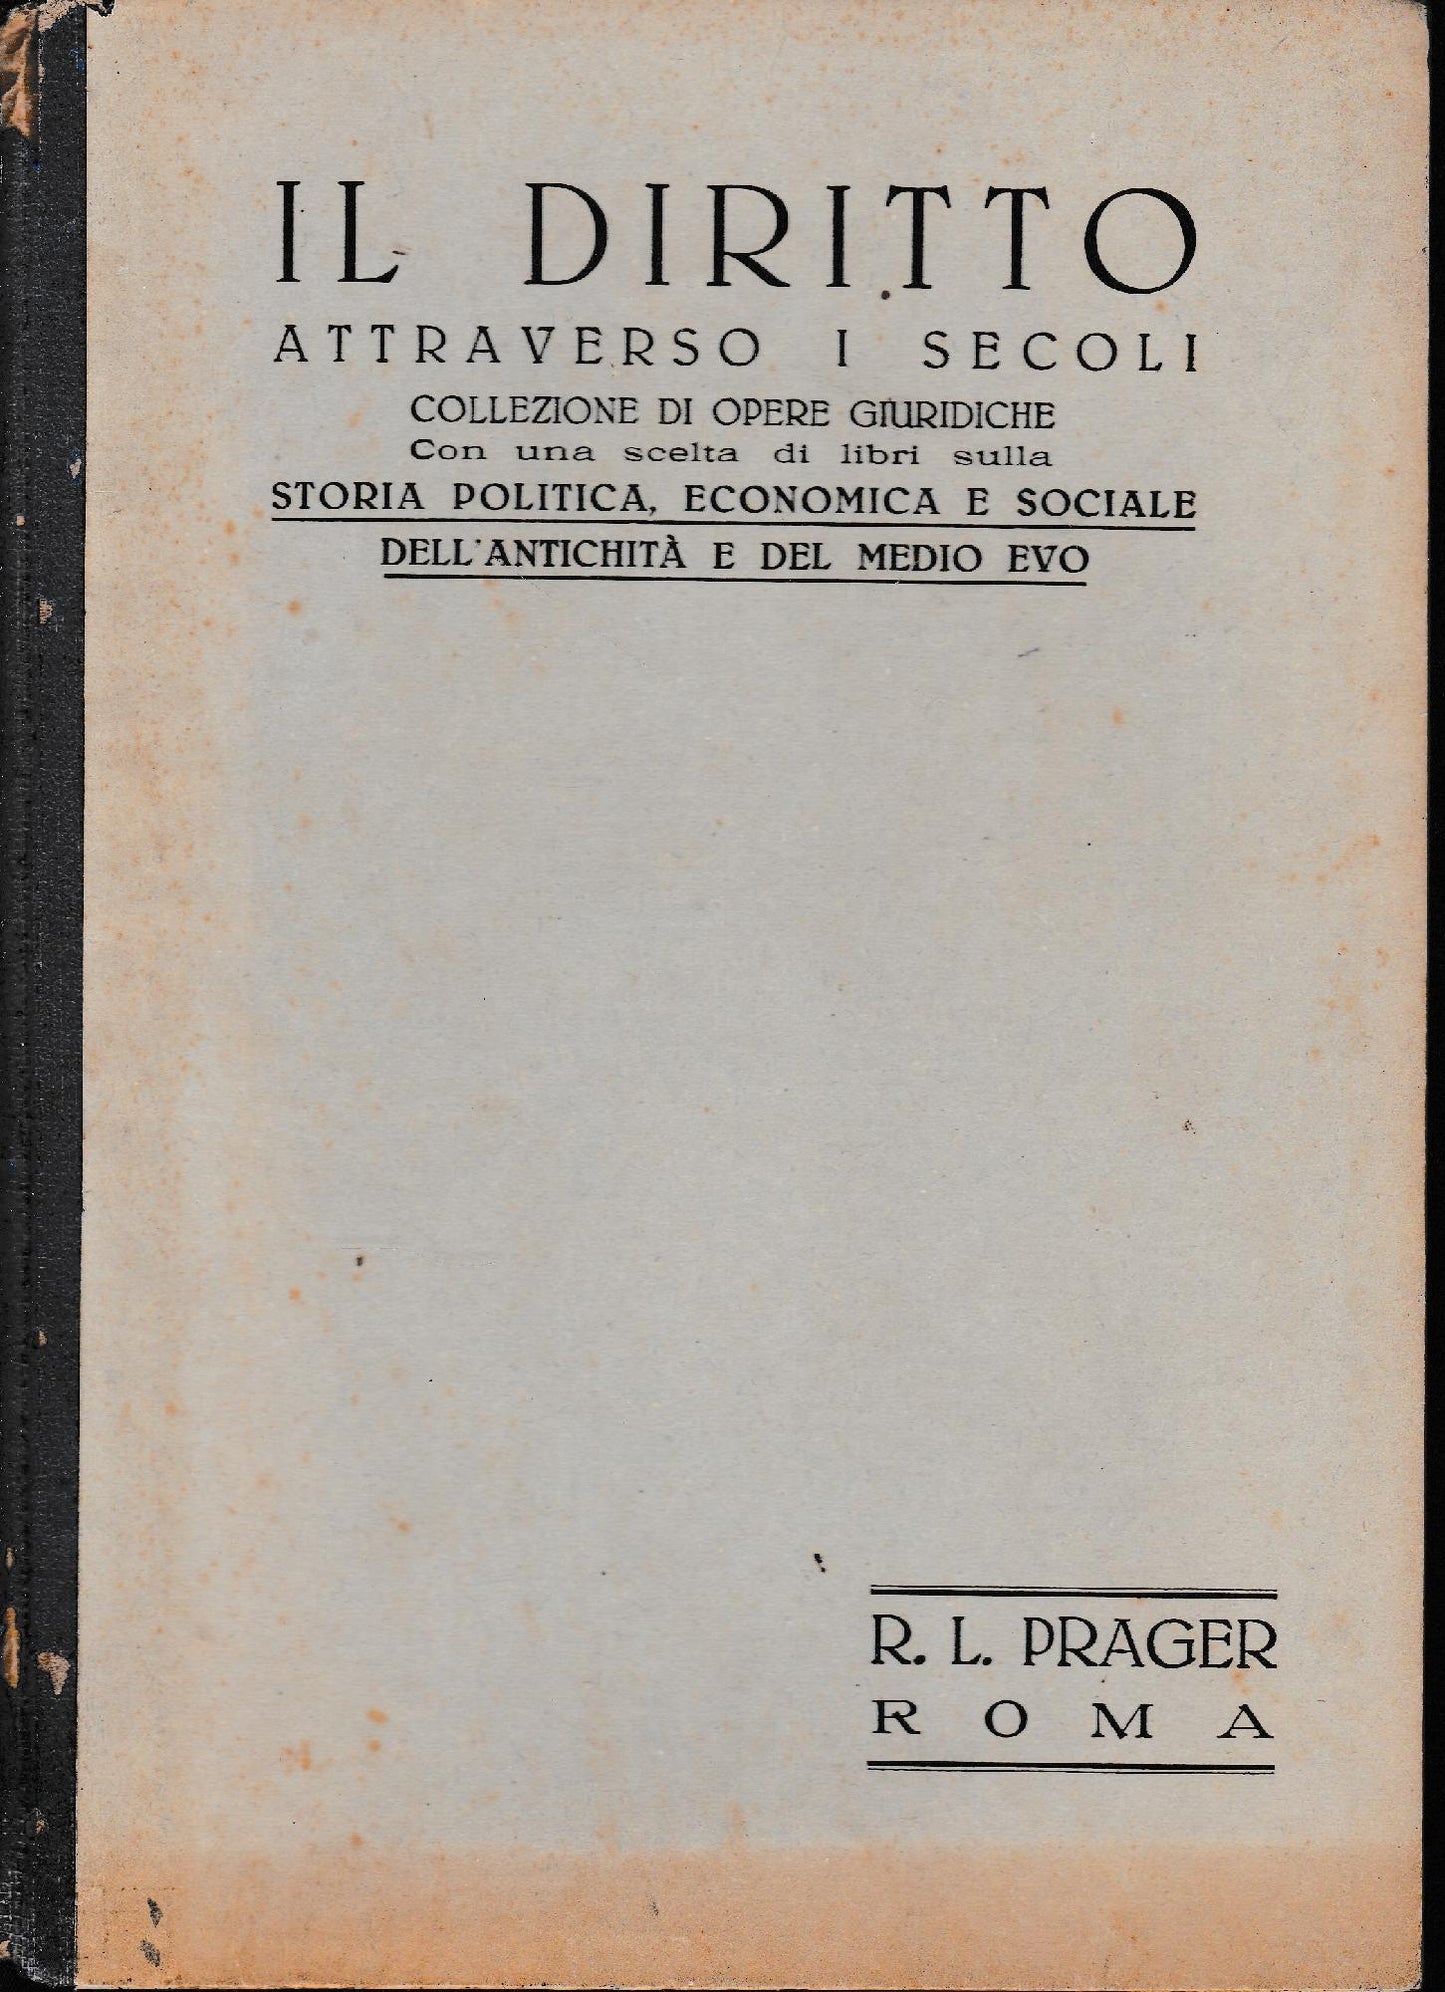 IL DIRITTO
ATTRAVERSO I SECOLI
COLLEZIONE DI OPERE GIURIDICHE
Con una scelta di libri sulla
STORIA POLITICA, ECONOMICA E SOCIALE
DELL'ANTICHITÀ E DEL MEDIO EVO
R. L. PRAGER
ROMA